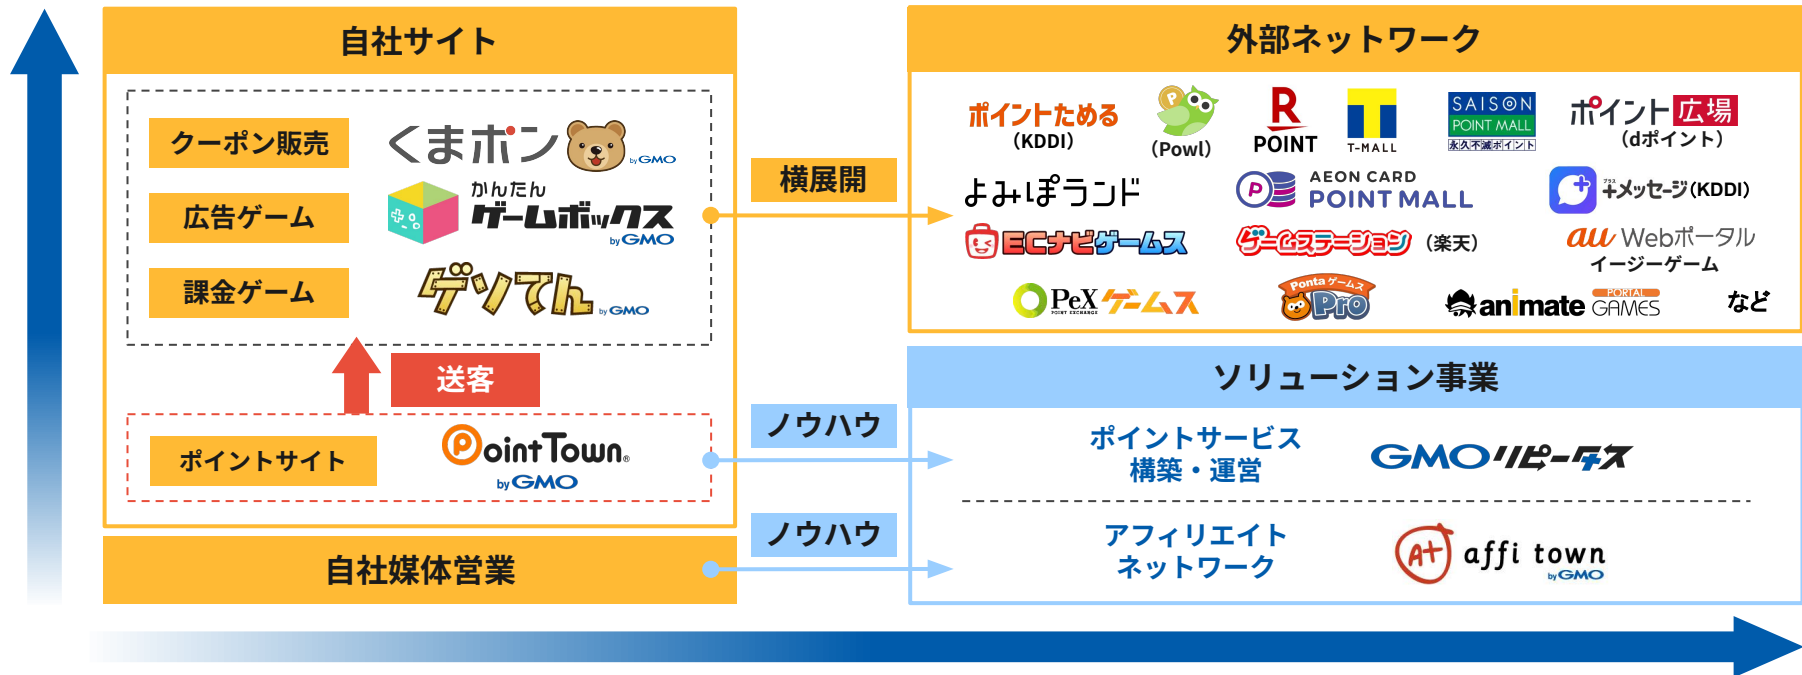 自社サイト
クーポン販売
くまポン
by GMO
広告ゲーム
かんたん
ゲームボックス
by GMO
課金ゲーム
ゲソてん
by GMO
送客
ポイントサイト
PointTown®
by GMO
自社媒体営業
横展開
ノウハウ
ノウハウ
外部ネットワーク
ポイントためる
(KDDI)
P
(Powl)
R
POINT
T
T-MALL
SAISON
POINT MALL
永久不滅ポイント
ポイント広場
(dポイント)
よみぽランド
P
AEON CARD
POINT MALL
プラス
+メッセージ(KDDI)
ECナビゲームス
ゲームステーション (楽天)
au Webポータル
イージーゲーム
PeX ゲームス
POINT EXCHANGE
Ponta ゲームス
Pro
animate
PORTAL
GAMES
など
ソリューション事業
ポイントサービス
構築・運営
GMOリピータス
アフィリエイト
ネットワーク
A+
affi town
by GMO